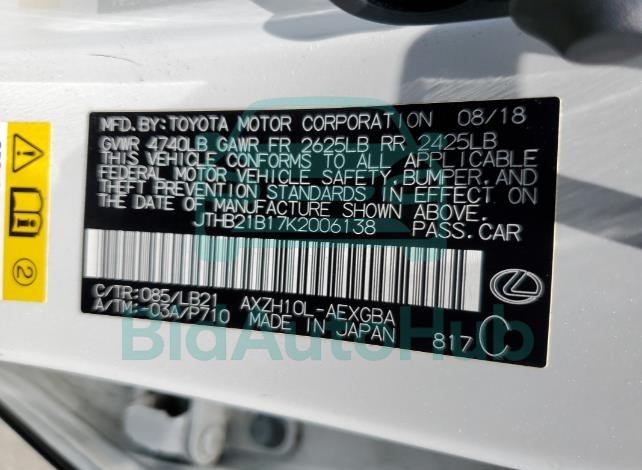 MFD.BY:TOYOTA MOTOR CORPORATION 08/18
GVWR 4740LB GAWR FR 2625LB RR 2425LB
THIS VEHICLE CONFORMS TO ALL APPLICABLE
FEDERAL MOTOR VEHICLE SAFETY,BUMPER,AND
THEFT PREVENTION STANDARDS IN EFFECT ON
THE DATE OF MANUFACTURE SHOWN ABOVE.
JTHB21B17K2006138 PASS.CAR
C/TR:085/LB21 AXZH10L-AEXGBA
A/TM:-03A/P710 MADE IN JAPAN 817 C
2
BidAutoHub